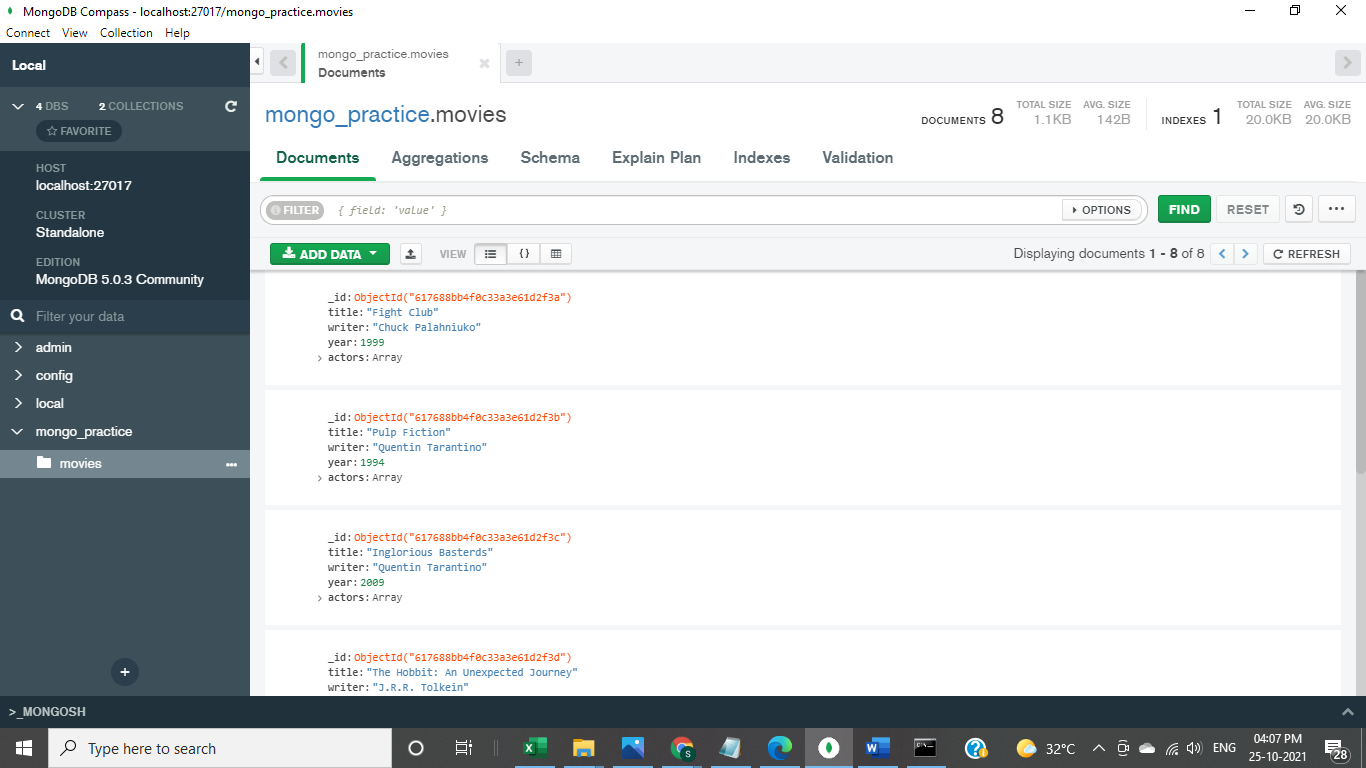 MongoDB Compass - localhost:27017/mongo_practice.movies
Connect View Collection Help
Local
4 DBS 2 COLLECTIONS
FAVORITE
HOST
localhost:27017
CLUSTER
Standalone
EDITION
MongoDB 5.0.3 Community
Filter your data
admin
config
local
mongo_practice
movies
mongo_practice.movies
Documents
mongo_practice.movies
DOCUMENTS 8
TOTAL SIZE AVG. SIZE
1.1KB 142B
INDEXES 1
TOTAL SIZE AVG. SIZE
20.0KB 20.0KB
Documents Aggregations Schema Explain Plan Indexes Validation
FILTER { field: 'value' } OPTIONS FIND RESET
ADD DATA VIEW {} Displaying documents 1 - 8 of 8 REFRESH
_id: ObjectId("617688bb4f0c33a3e61d2f3a")
title: "Fight Club"
writer: "Chuck Palahniuko"
year: 1999
actors: Array
_id: ObjectId("617688bb4f0c33a3e61d2f3b")
title: "Pulp Fiction"
writer: "Quentin Tarantino"
year: 1994
actors: Array
_id: ObjectId("617688bb4f0c33a3e61d2f3c")
title: "Inglorious Basterds"
writer: "Quentin Tarantino"
year: 2009
actors: Array
_id: ObjectId("617688bb4f0c33a3e61d2f3d")
title: "The Hobbit: An Unexpected Journey"
writer: "J.R.R. Tolkein"
>_MONGOSH
Type here to search
32°C
ENG
04:07 PM
25-10-2021
28